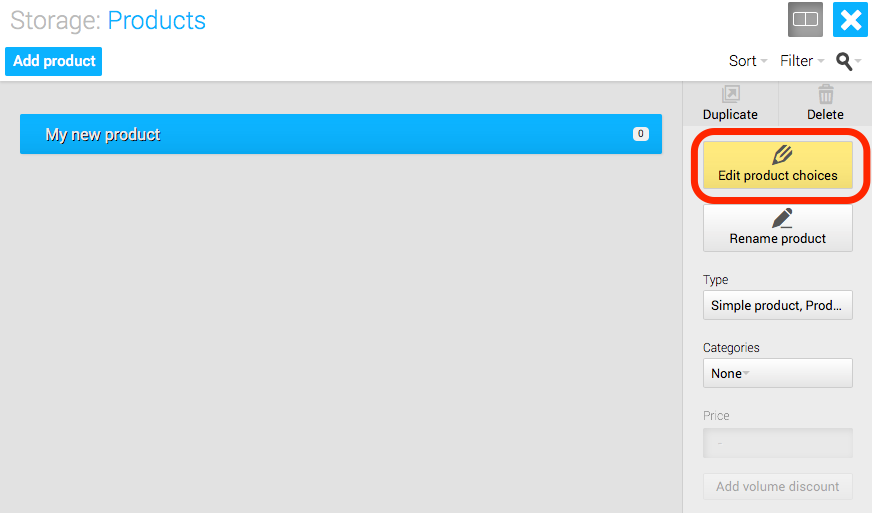 Storage: Products
Add product
Sort
Filter
Duplicate
Delete
My new product
0
Edit product choices
Rename product
Type
Simple product, Prod...
Categories
None
Price
-
Add volume discount